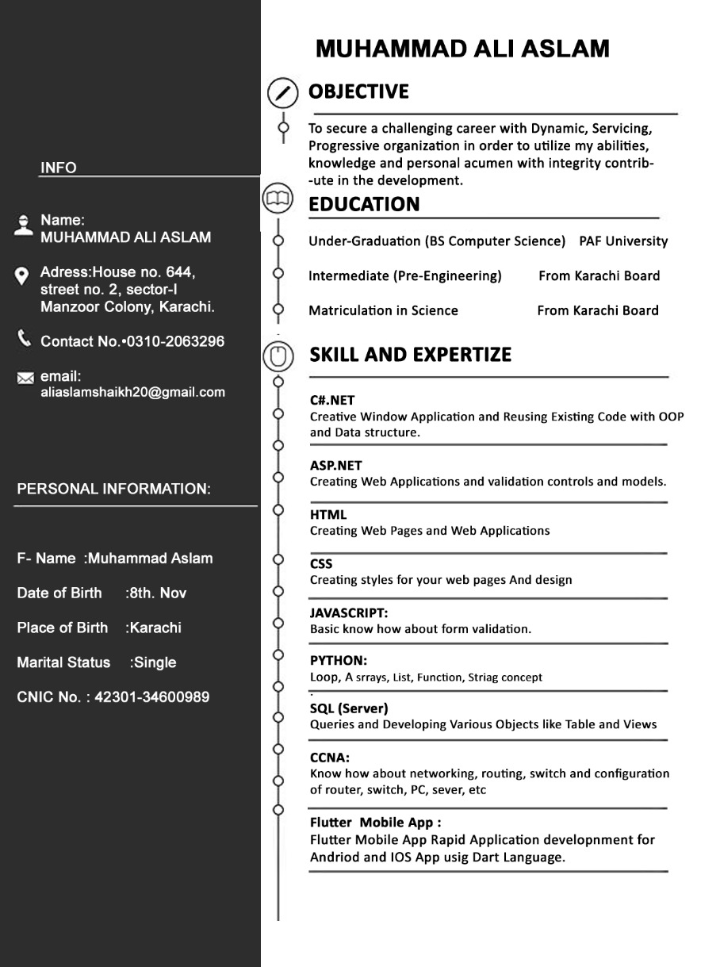 MUHAMMAD ALI ASLAM
INFO
Name:
MUHAMMAD ALI ASLAM
Adress:House no. 644,
street no. 2, sector-I
Manzoor Colony, Karachi.
Contact No.•0310-2063296
email:
aliaslamshaikh20@gmail.com
PERSONAL INFORMATION:
F- Name :Muhammad Aslam
Date of Birth :8th. Nov
Place of Birth :Karachi
Marital Status :Single
CNIC No. : 42301-34600989
OBJECTIVE
To secure a challenging career with Dynamic, Servicing,
Progressive organization in order to utilize my abilities,
knowledge and personal acumen with integrity contrib-
-ute in the development.
EDUCATION
Under-Graduation (BS Computer Science) PAF University
Intermediate (Pre-Engineering) From Karachi Board
Matriculation in Science From Karachi Board
SKILL AND EXPERTIZE
C#.NET
Creative Window Application and Reusing Existing Code with OOP
and Data structure.
ASP.NET
Creating Web Applications and validation controls and models.
HTML
Creating Web Pages and Web Applications
CSS
Creating styles for your web pages And design
JAVASCRIPT:
Basic know how about form validation.
PYTHON:
Loop, A srrays, List, Function, Striag concept
SQL (Server)
Queries and Developing Various Objects like Table and Views
CCNA:
Know how about networking, routing, switch and configuration
of router, switch, PC, sever, etc
Flutter Mobile App :
Flutter Mobile App Rapid Application developnment for
Andriod and IOS App usig Dart Language.